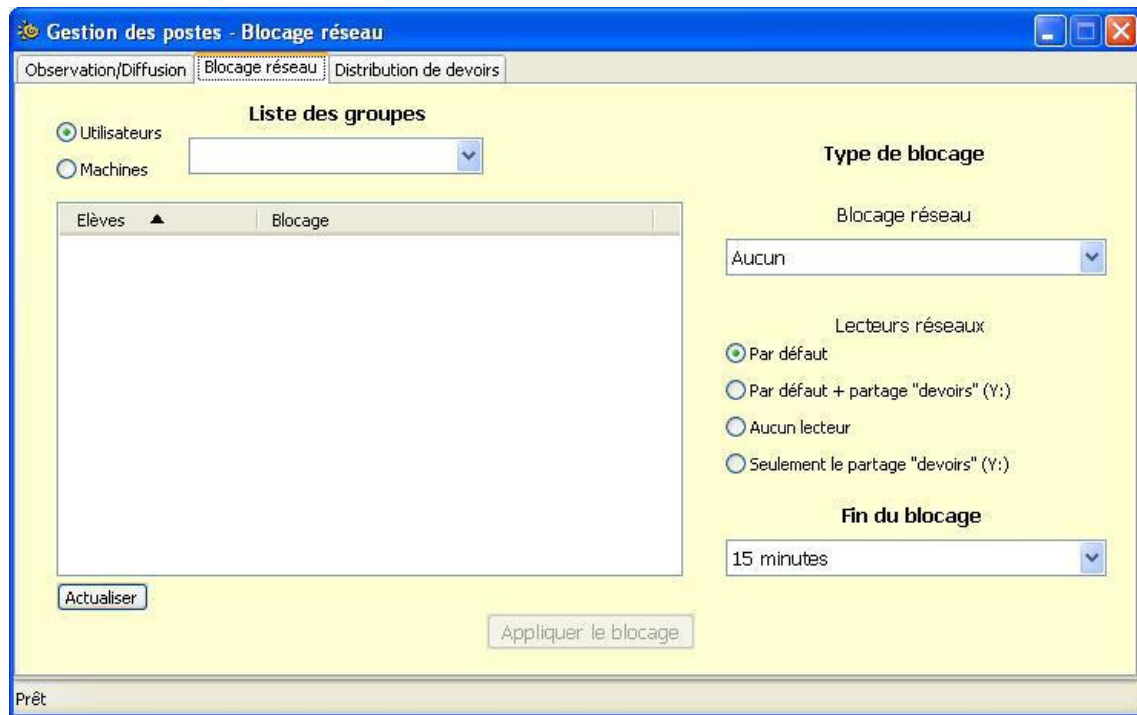 Gestion des postes - Blocage réseau
Observation/Diffusion
Blocage réseau
Distribution de devoirs
Liste des groupes
Utilisateurs
Machines
Elèves
Blocage
Actualiser
Type de blocage
Blocage réseau
Aucun
Lecteurs réseaux
Par défaut
Par défaut + partage "devoirs" (Y:)
Aucun lecteur
Seulement le partage "devoirs" (Y:)
Fin du blocage
15 minutes
Appliquer le blocage
Prêt